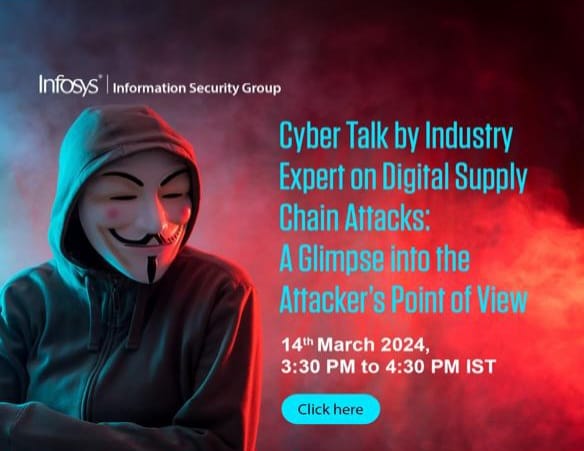 Infosys® | Information Security Group
Cyber Talk by Industry
Expert on Digital Supply
Chain Attacks:
A Glimpse into the
Attacker's Point of View
14th March 2024,
3:30 PM to 4:30 PM IST
Click here